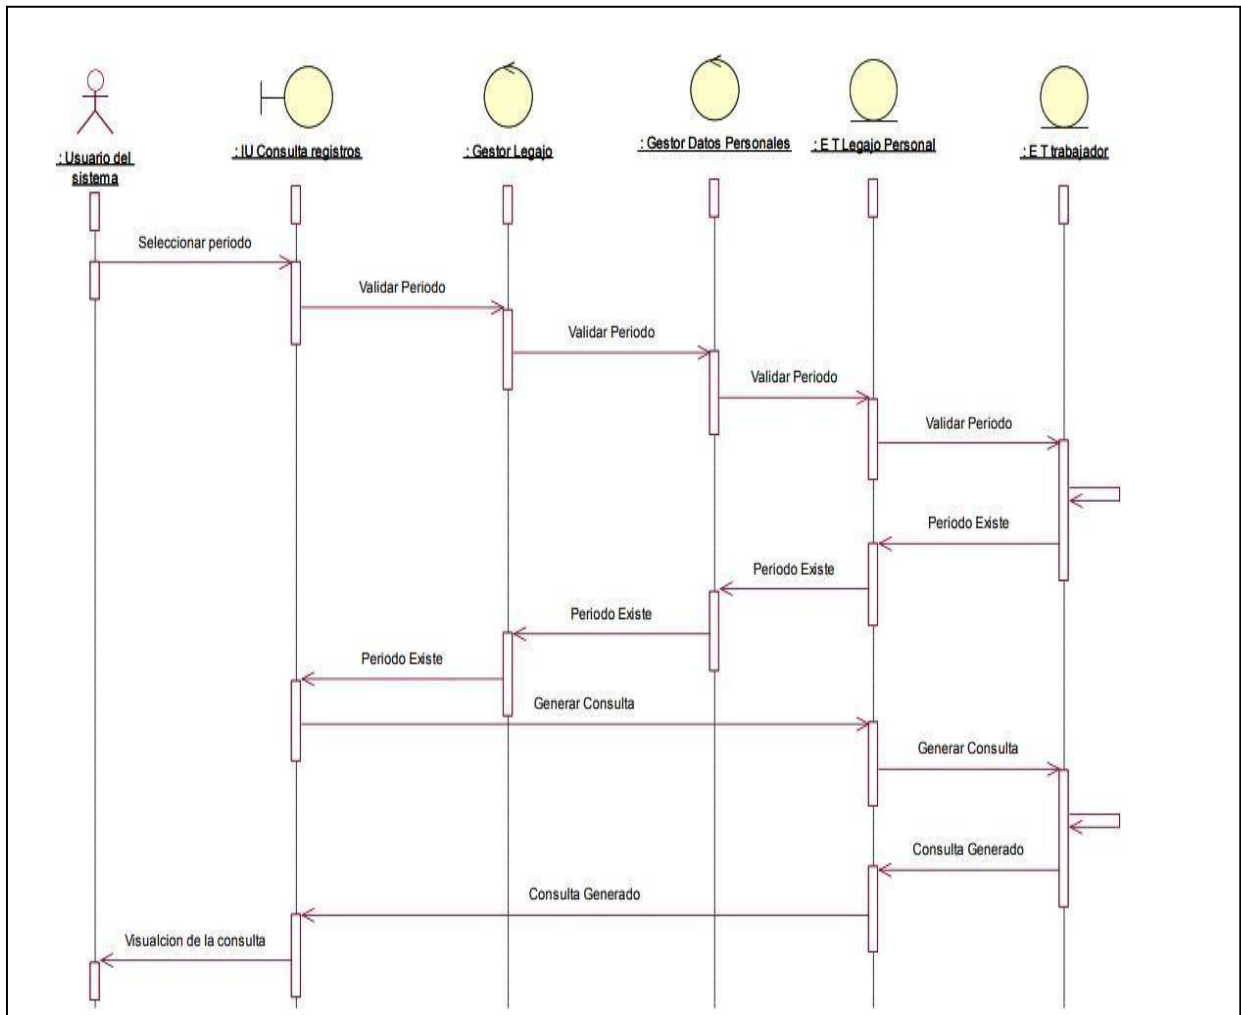 : Usuario del
sistema
: IU Consulta registros
: Gestor Legajo
: Gestor Datos Personales
: E T Legajo Personal
: E T trabajador
Seleccionar periodo
Validar Periodo
Validar Periodo
Validar Periodo
Validar Periodo
Periodo Existe
Periodo Existe
Periodo Existe
Periodo Existe
Generar Consulta
Generar Consulta
Consulta Generado
Consulta Generado
Visualcion de la consulta